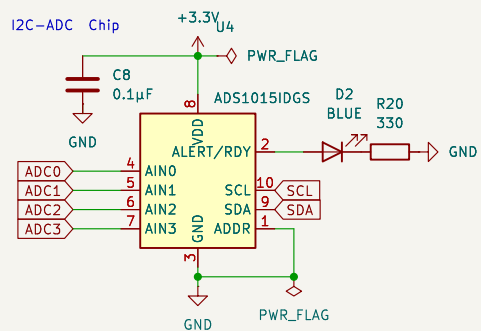 I2C-ADC Chip
+3.3V
U4
PWR_FLAG
C8
0.1µF
GND
ADS1015IDGS
8
VDD
D2
BLUE
R20
330
ALERT/RDY
2
GND
ADC0
4
AIN0
ADC1
5
AIN1
SCL
10
SCL
ADC2
6
AIN2
SDA
9
SDA
ADC3
7
AIN3
ADDR
1
GND
3
PWR_FLAG
GND